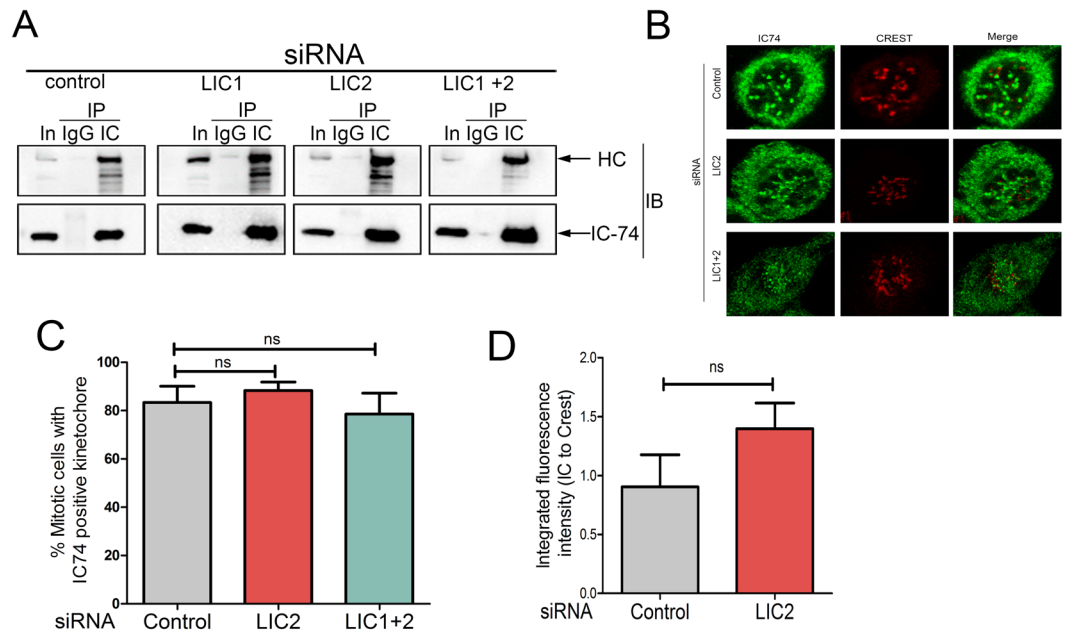 A
siRNA
control LIC1 LIC2 LIC1 +2
IP IP IP IP
In IgG IC In IgG IC In IgG IC In IgG IC
HC
IC-74
IB
B
IC74 CREST Merge
siRNA
Control
LIC2
LIC1+2
C
% Mitotic cells with
IC74 positive kinetochore
100
80
60
40
20
0
ns
ns
siRNA Control LIC2 LIC1+2
D
Integrated fluorescence
intensity (IC to Crest)
2.0
1.5
1.0
0.5
0.0
ns
siRNA Control LIC2